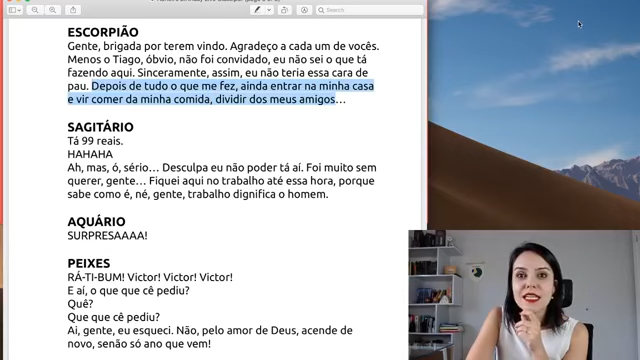 Search
ESCORPIÃO
Gente, brigada por terem vindo. Agradeço a cada um de vocês.
Menos o Tiago, óbvio, não foi convidado, eu não sei o que tá
fazendo aqui. Sinceramente, assim, eu não teria essa cara de
pau. Depois de tudo o que me fez, ainda entrar na minha casa
e vir comer da minha comida, dividir dos meus amigos…
SAGITÁRIO
Tá 99 reais.
HAHAHA
Ah, mas, ó, sério… Desculpa eu não poder tá aí. Foi muito sem
querer, gente… Fiquei aqui no trabalho até essa hora, porque
sabe como é, né, gente, trabalho dignifica o homem.
AQUÁRIO
SURPRESAAAA!
PEIXES
RÁ-TI-BUM! Victor! Victor! Victor!
E aí, o que que cê pediu?
Quê?
Que que cê pediu?
Ai, gente, eu esqueci. Não, pelo amor de Deus, acende de
novo, senão só ano que vem!